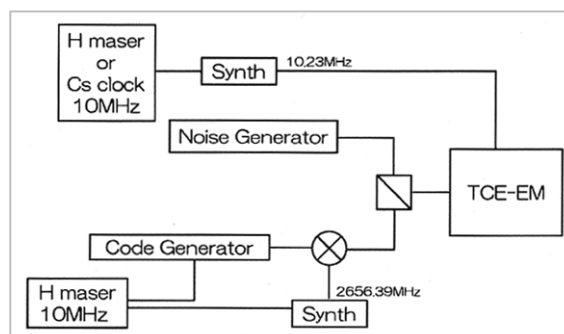 H maser
or
Cs clock
10MHz
Synth
10.23MHz
Noise Generator
TCE-EM
Code Generator
2656.39MHz
H maser
10MHz
Synth